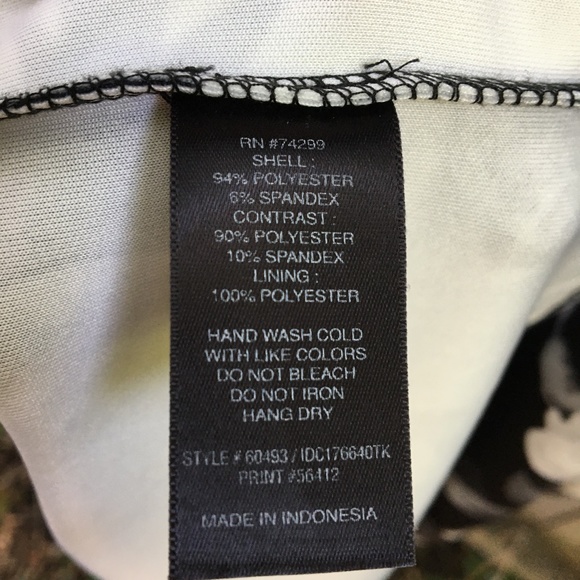 RN #74299
SHELL :
94% POLYESTER
6% SPANDEX
CONTRAST :
90% POLYESTER
10% SPANDEX
LINING :
100% POLYESTER
HAND WASH COLD
WITH LIKE COLORS
DO NOT BLEACH
DO NOT IRON
HANG DRY
STYLE # 60493 / IDC176640TK
PRINT #56412
MADE IN INDONESIA